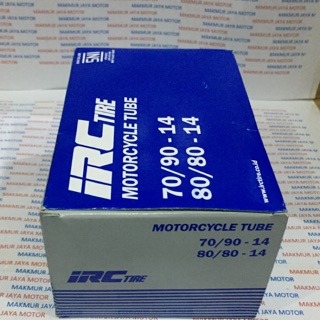 IRC TIRE
MOTORCYCLE TUBE
70/90 - 14
80/80 - 14
www.irctire.co.id
MOTORCYCLE TUBE
70/90 - 14
80/80 - 14
IRC TIRE
MAKMUR JAYA MOTOR